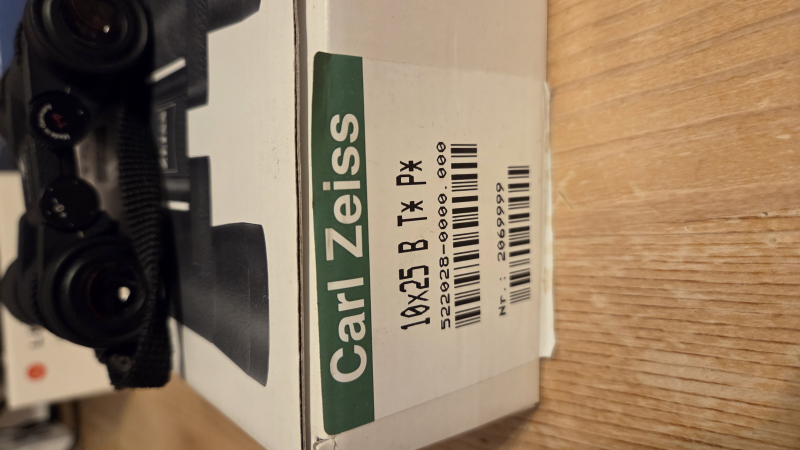 Carl Zeiss
10x25 B T* P*
522028-0000.000
Nr.: 2069999